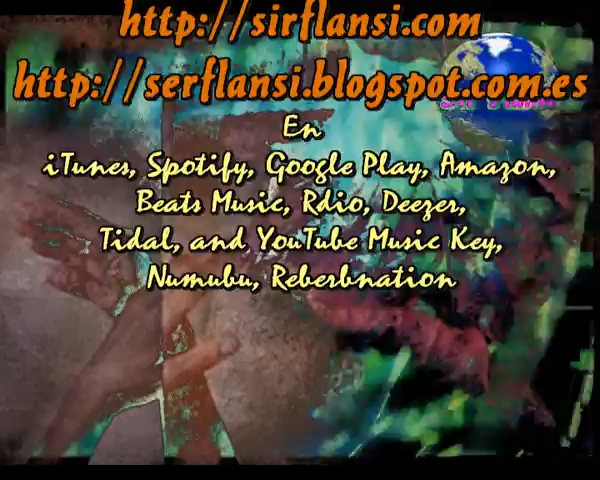 http://sirflansi.com
http://serflansi.blogspot.com.es
En
iTunes, Spotify, Google Play, Amazon,
Beats Music, Rdio, Deezer,
Tidal, and YouTube Music Key,
Numubu, Reberbnation